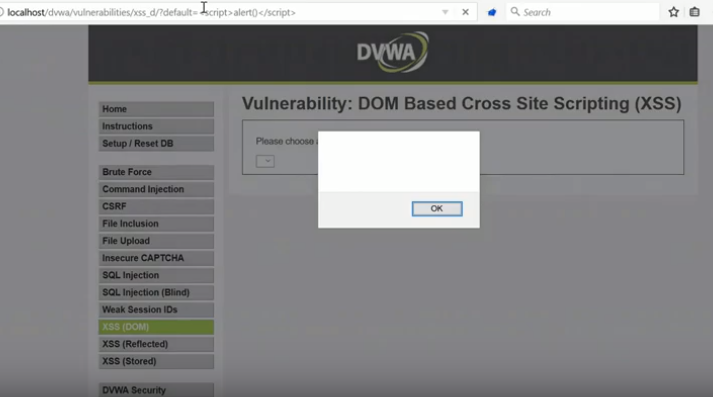 localhost/dvwa/vulnerabilities/xss_d/?default= <script>alert()</script>
Search
DVWA
Home
Instructions
Setup / Reset DB
Brute Force
Command Injection
CSRF
File Inclusion
File Upload
Insecure CAPTCHA
SQL Injection
SQL Injection (Blind)
Weak Session IDs
XSS (DOM)
XSS (Reflected)
XSS (Stored)
DVWA Security
Vulnerability: DOM Based Cross Site Scripting (XSS)
Please choose
OK